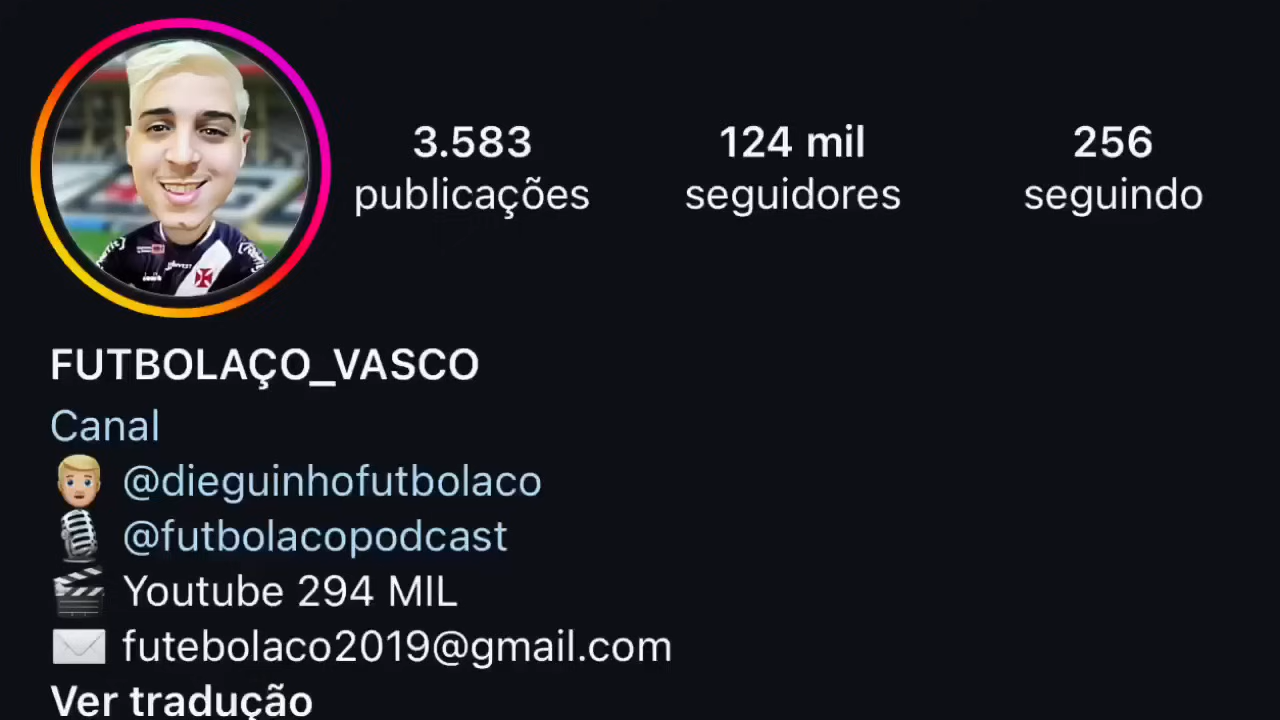 3.583
publicações
124 mil
seguidores
256
seguindo
FUTBOLAÇO_VASCO
Canal
@dieguinhofutbolaco
@futbolacopodcast
Youtube 294 MIL
futebolaco2019@gmail.com
Ver tradução